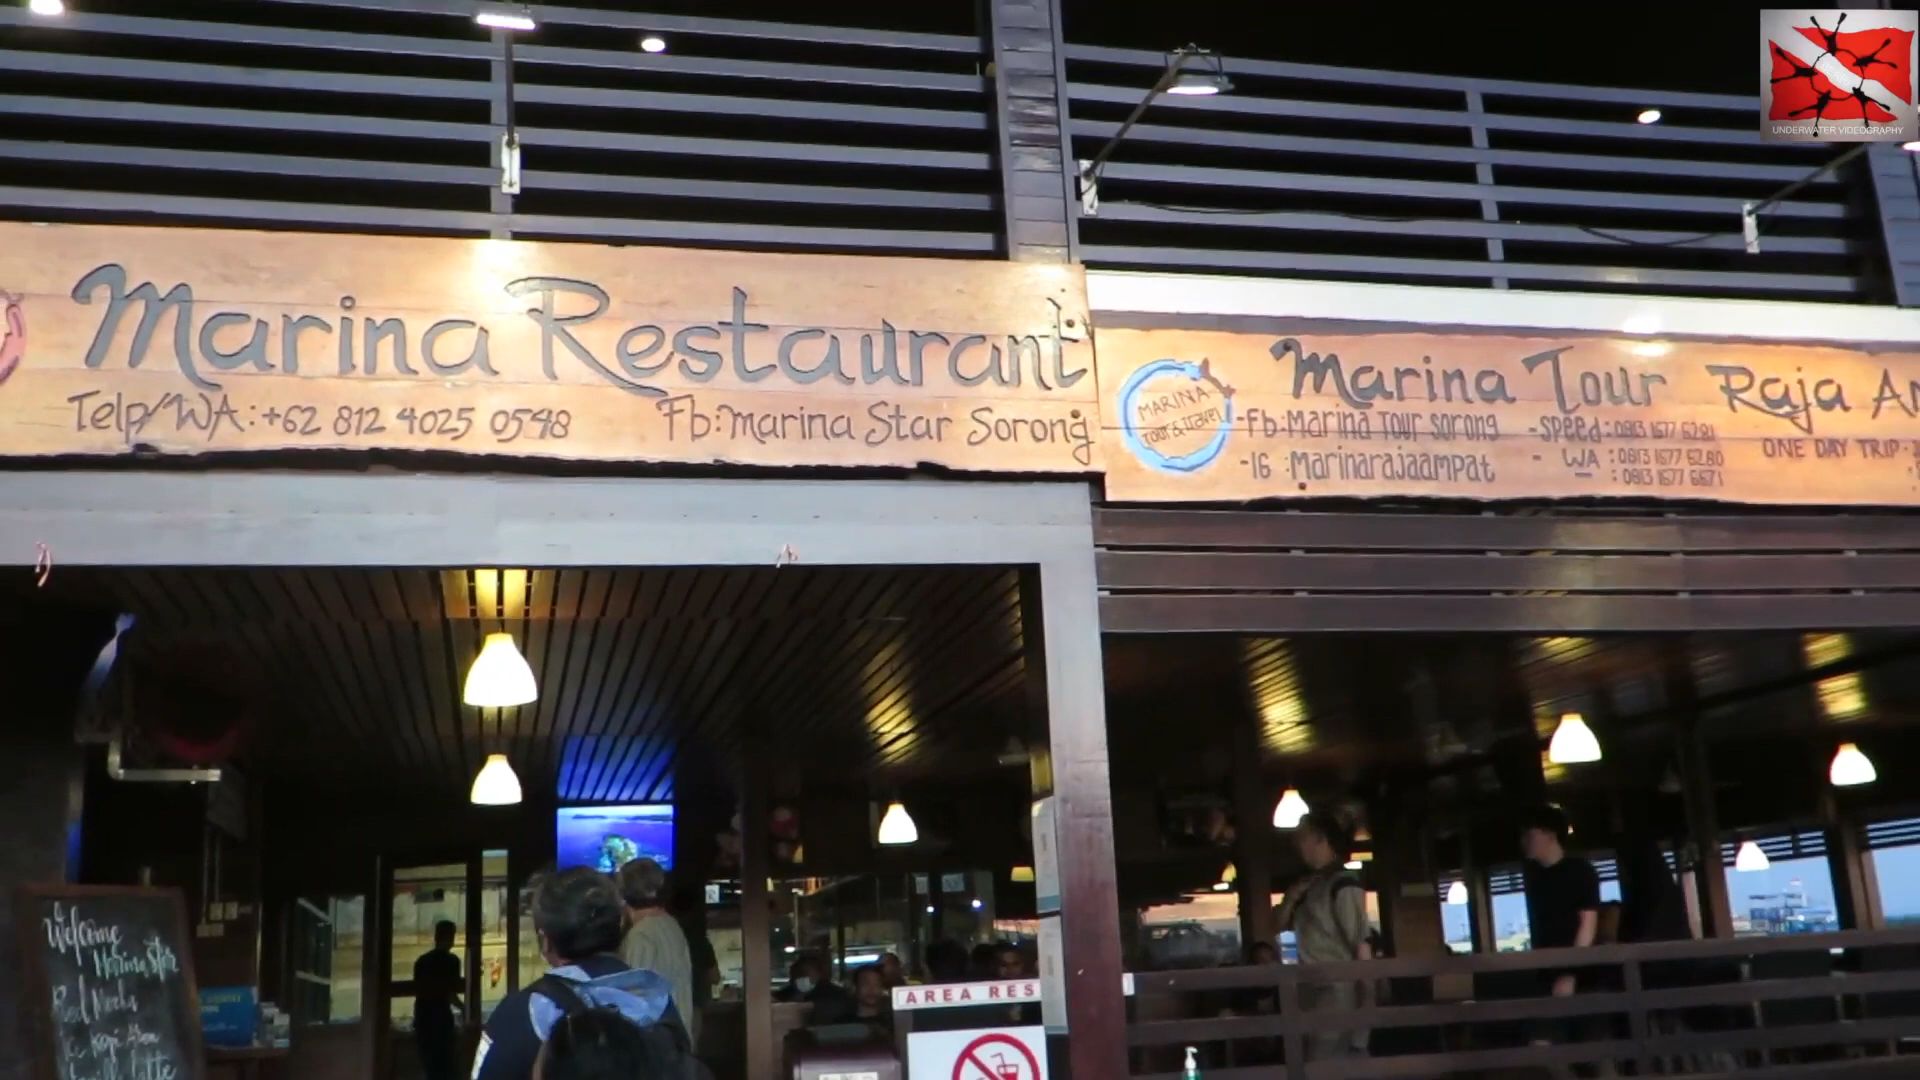 UNDERWATER VIDEOGRAPHY
Marina Restaurant
Telp/WA:+62 812 4025 0548 Fb:marina Star Sorong
MARINA
Tour & Travel
Marina Tour Raja
-Fb:Marina Tour sorong
-IG :Marinarajaampat
-speed:0813 1677 6281
- WA :0813 1677 6280
:0813 1677 6671
ONE DAY TRIP
AREA RES
Welcome
Marina Star